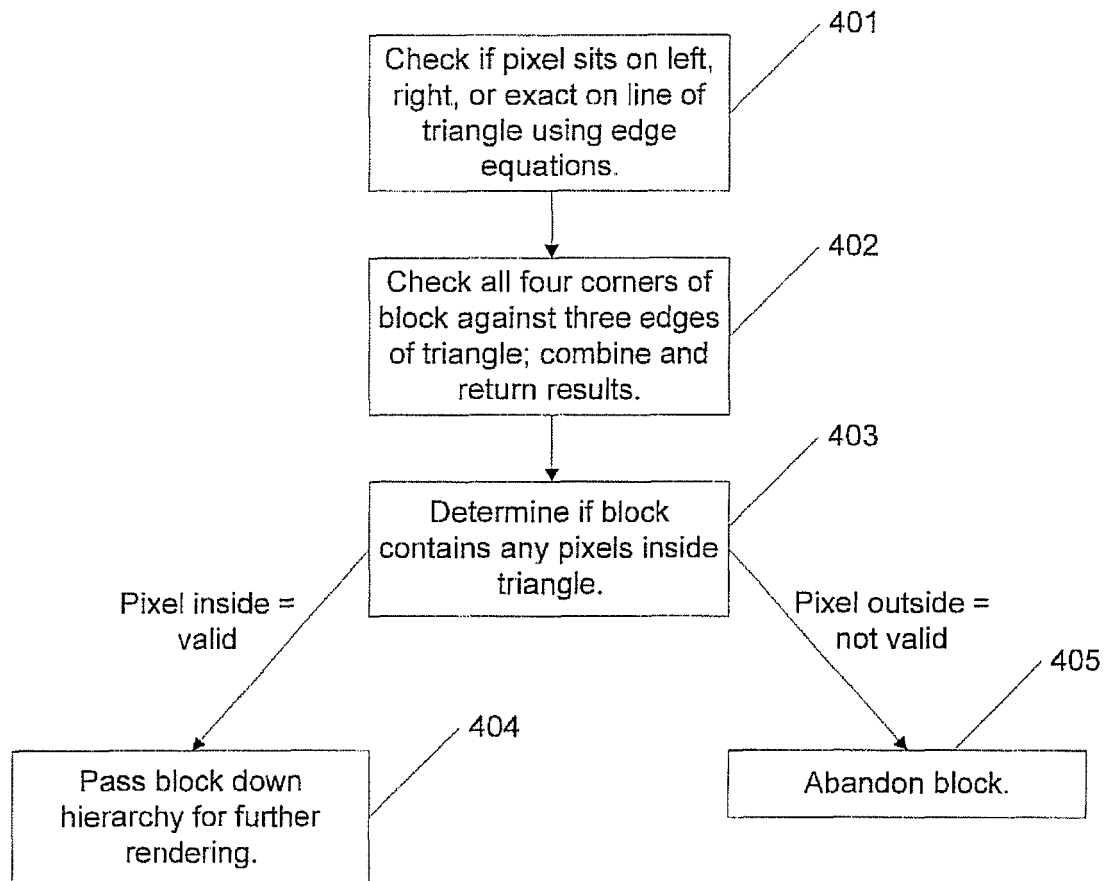 401
Check if pixel sits on left,
right, or exact on line of
triangle using edge
equations.
402
Check all four corners of
block against three edges
of triangle; combine and
return results.
403
Determine if block
contains any pixels inside
triangle.
Pixel inside =
valid
Pixel outside =
not valid
404
Pass block down
hierarchy for further
rendering.
405
Abandon block.